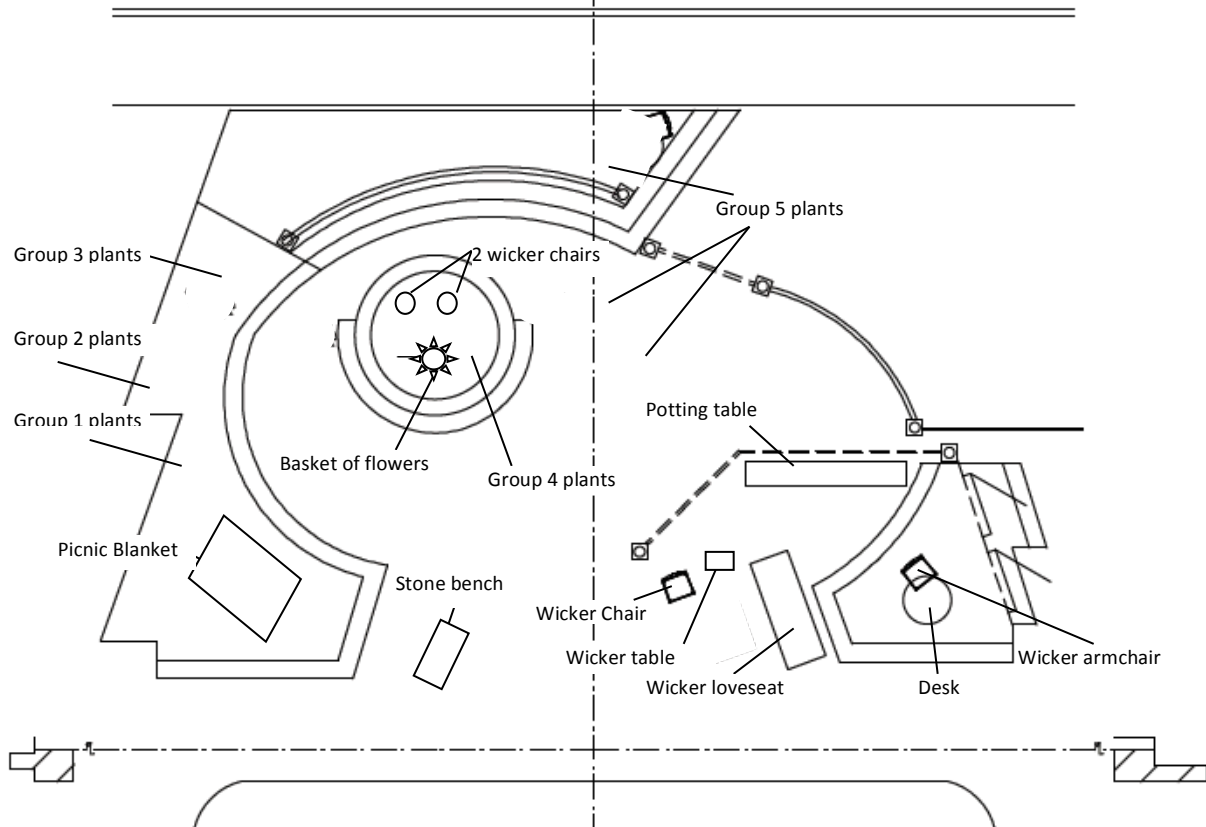 Group 5 plants
Group 3 plants
2 wicker chairs
Group 2 plants
Group 1 plants
Potting table
Basket of flowers
Group 4 plants
Picnic Blanket
Stone bench
Wicker Chair
Wicker table
Wicker armchair
Wicker loveseat
Desk